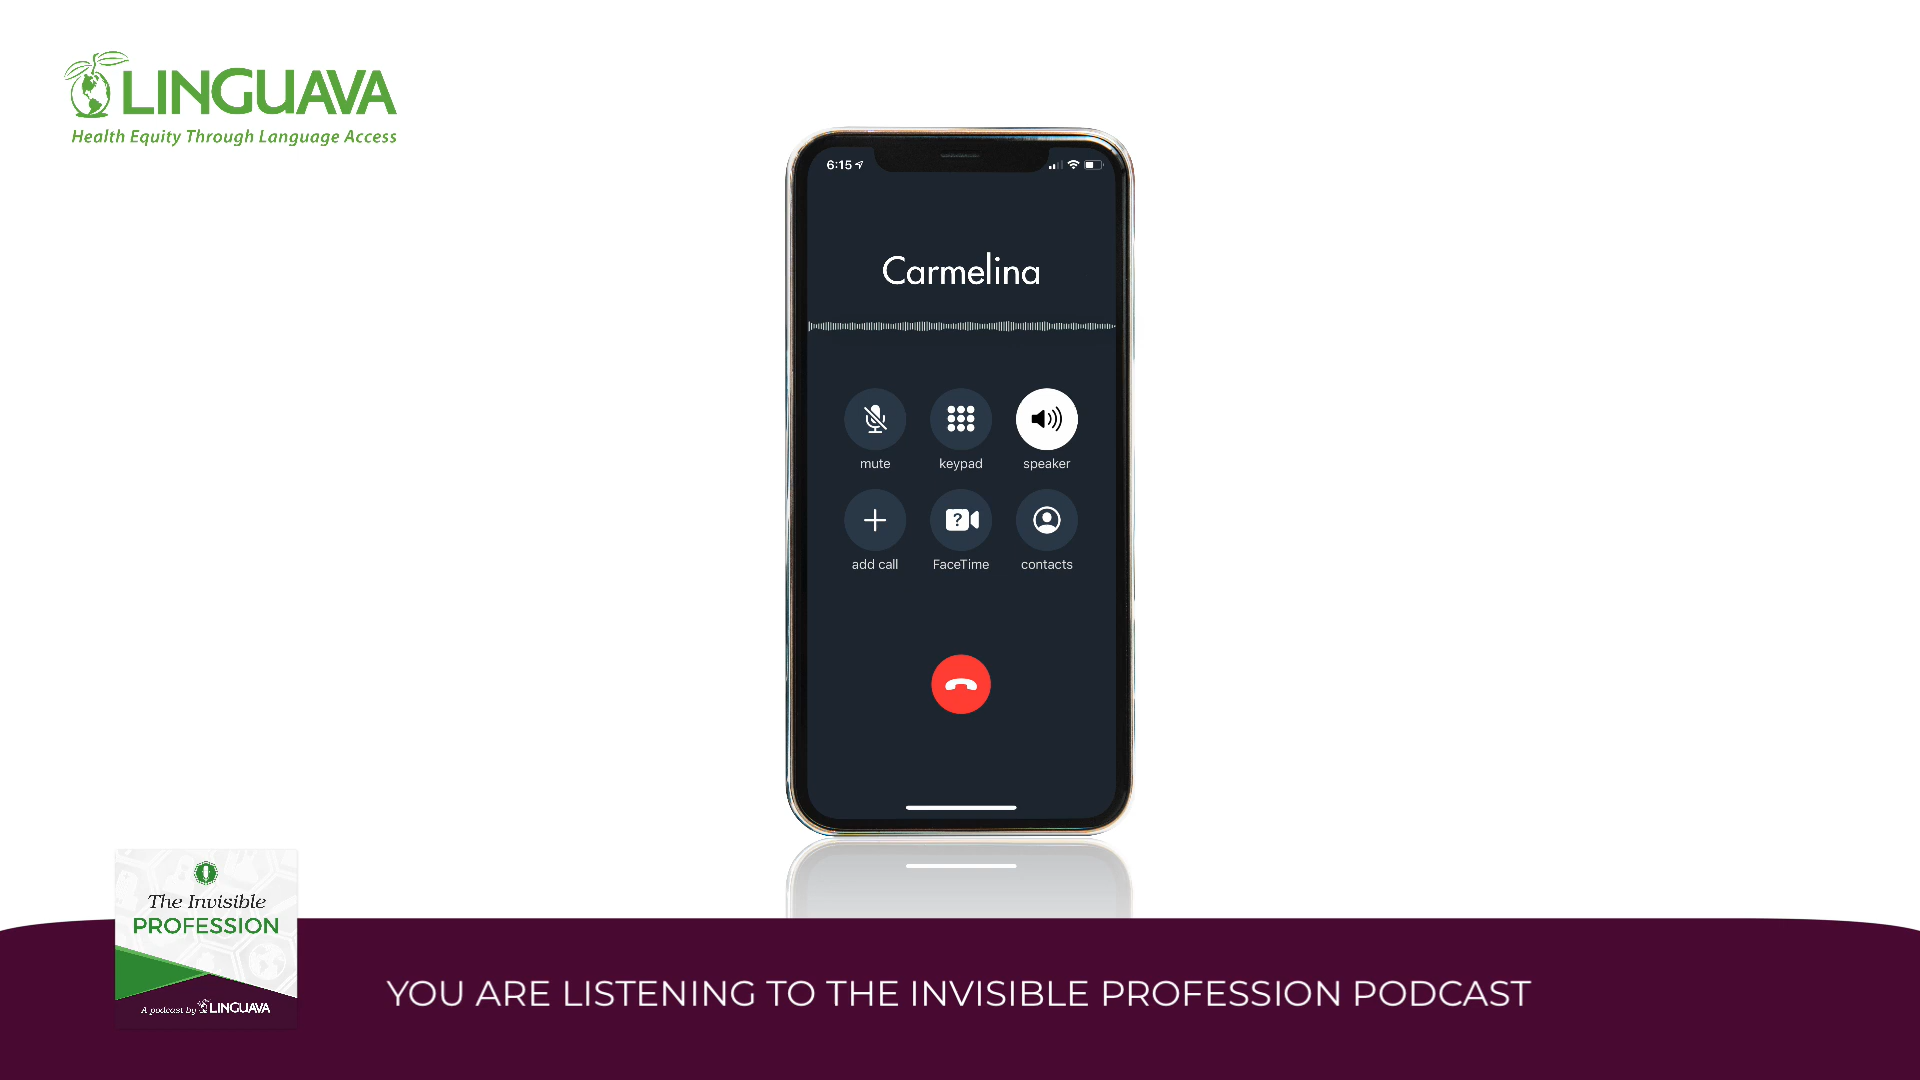 LINGUAVA
Health Equity Through Language Access
6:15
Carmelina
mute keypad speaker
?
add call FaceTime contacts
The Invisible
PROFESSION
A podcast by LINGUAVA
YOU ARE LISTENING TO THE INVISIBLE PROFESSION PODCAST